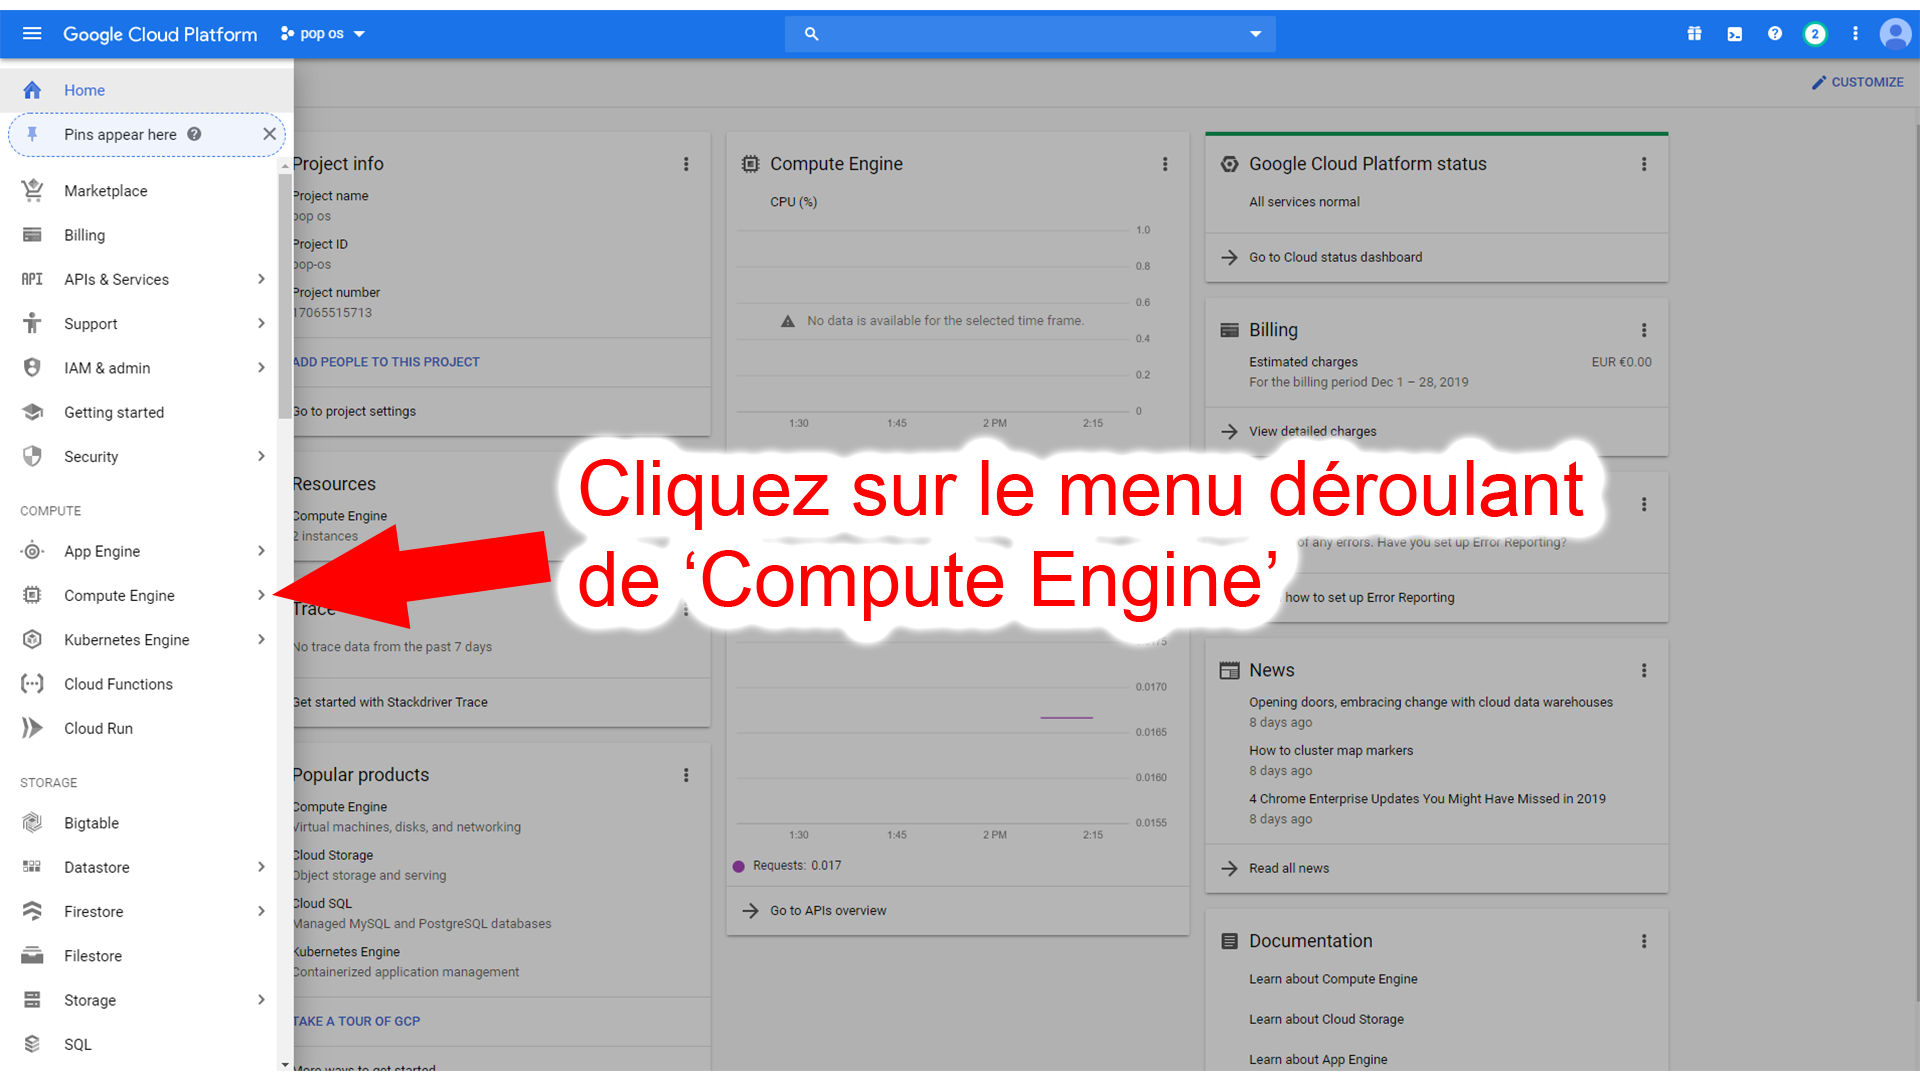 Google Cloud Platform
pop os
2
CUSTOMIZE
Home
Pins appear here
Marketplace
Billing
API APIs & Services
Support
IAM & admin
Getting started
Security
COMPUTE
App Engine
Compute Engine
Kubernetes Engine
Cloud Functions
Cloud Run
STORAGE
Bigtable
Datastore
Firestore
Filestore
Storage
SQL
Project info
Project name
pop os
Project ID
pop-os
Project number
17065515713
ADD PEOPLE TO THIS PROJECT
Go to project settings
Resources
Compute Engine
2 instances
Trace
No trace data from the past 7 days
Get started with Stackdriver Trace
Popular products
Compute Engine
Virtual machines, disks, and networking
Cloud Storage
Object storage and serving
Cloud SQL
Managed MySQL and PostgreSQL databases
Kubernetes Engine
Containerized application management
TAKE A TOUR OF GCP
More ways to get started
Compute Engine
CPU (%)
1.0
0.8
0.6
No data is available for the selected time frame.
0.4
0.2
0
1:30 1:45 2 PM 2:15
Cliquez sur le menu déroulant
de ‘Compute Engine’
0.0175
0.0170
0.0165
0.0160
0.0155
1:30 1:45 2 PM 2:15
Requests: 0.017
Go to APIs overview
Google Cloud Platform status
All services normal
Go to Cloud status dashboard
Billing
Estimated charges EUR €0.00
For the billing period Dec 1 – 28, 2019
View detailed charges
of any errors. Have you set up Error Reporting?
how to set up Error Reporting
News
Opening doors, embracing change with cloud data warehouses
8 days ago
How to cluster map markers
8 days ago
4 Chrome Enterprise Updates You Might Have Missed in 2019
8 days ago
Read all news
Documentation
Learn about Compute Engine
Learn about Cloud Storage
Learn about App Engine